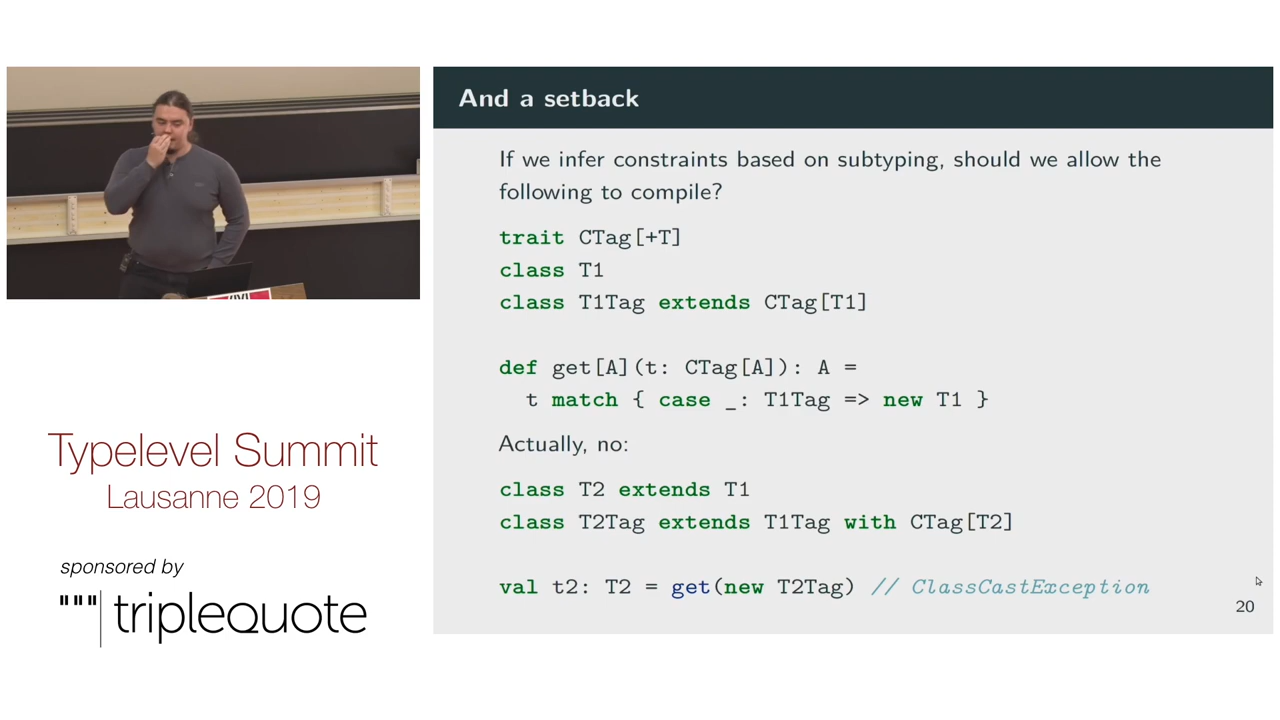 And a setback
If we infer constraints based on subtyping, should we allow the
following to compile?
trait CTag[+T]
class T1
class T1Tag extends CTag[T1]
def get[A](t: CTag[A]): A =
t match { case _: T1Tag => new T1 }
Actually, no:
class T2 extends T1
class T2Tag extends T1Tag with CTag[T2]
val t2: T2 = get(new T2Tag) // ClassCastException
20
Typelevel Summit
Lausanne 2019
sponsored by
""" triplequote